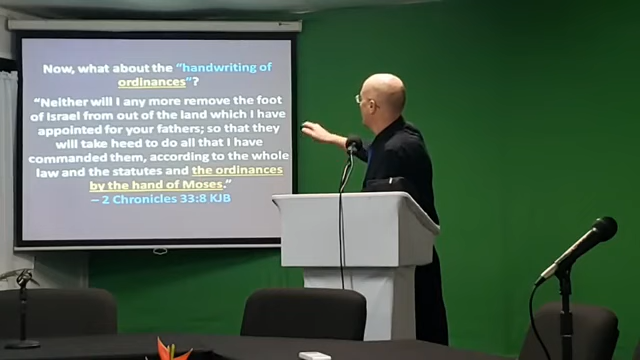 Now, what about the "handwriting of
ordinances"?
"Neither will I any more remove the foot
of Israel from out of the land which I have
appointed for your fathers; so that they
will take heed to do all that I have
commanded them, according to the whole
law and the statutes and the ordinances
by the hand of Moses."
– 2 Chronicles 33:8 KJB